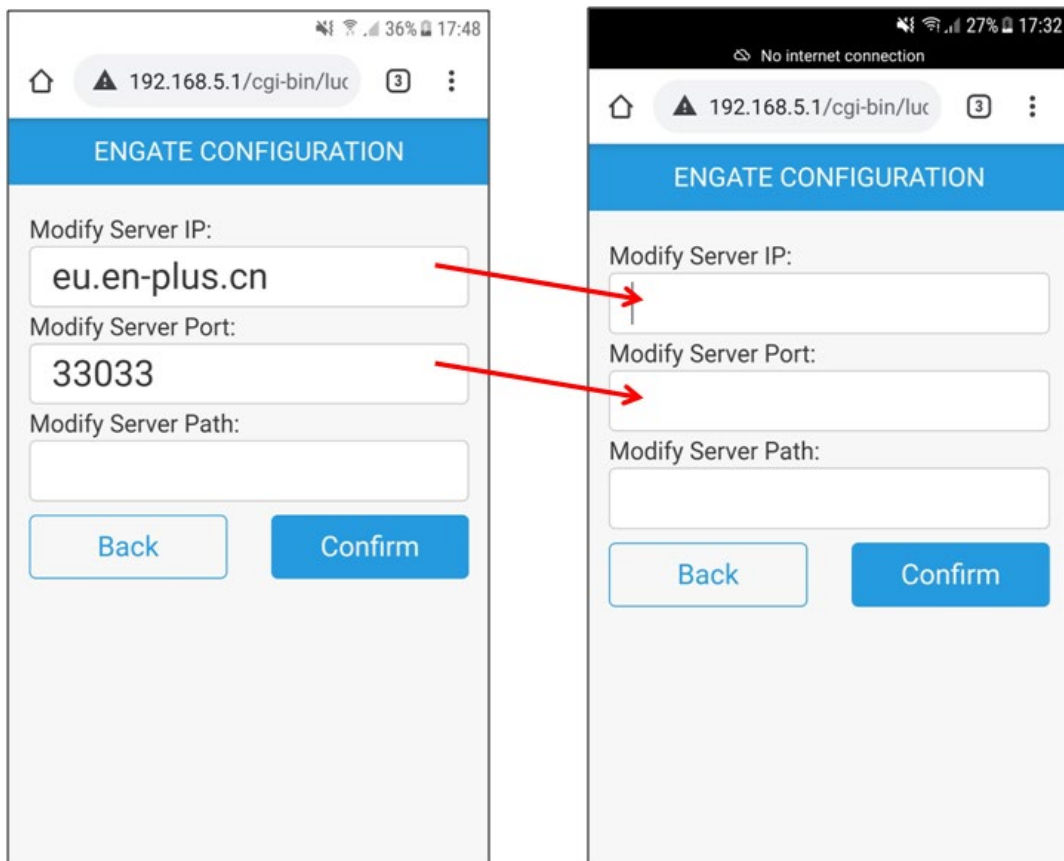 36% 17:48
192.168.5.1/cgi-bin/luc
3
ENGATE CONFIGURATION
Modify Server IP:
eu.en-plus.cn
Modify Server Port:
33033
Modify Server Path:
Back
Confirm
27% 17:32
No internet connection
192.168.5.1/cgi-bin/luc
3
ENGATE CONFIGURATION
Modify Server IP:
Modify Server Port:
Modify Server Path:
Back
Confirm